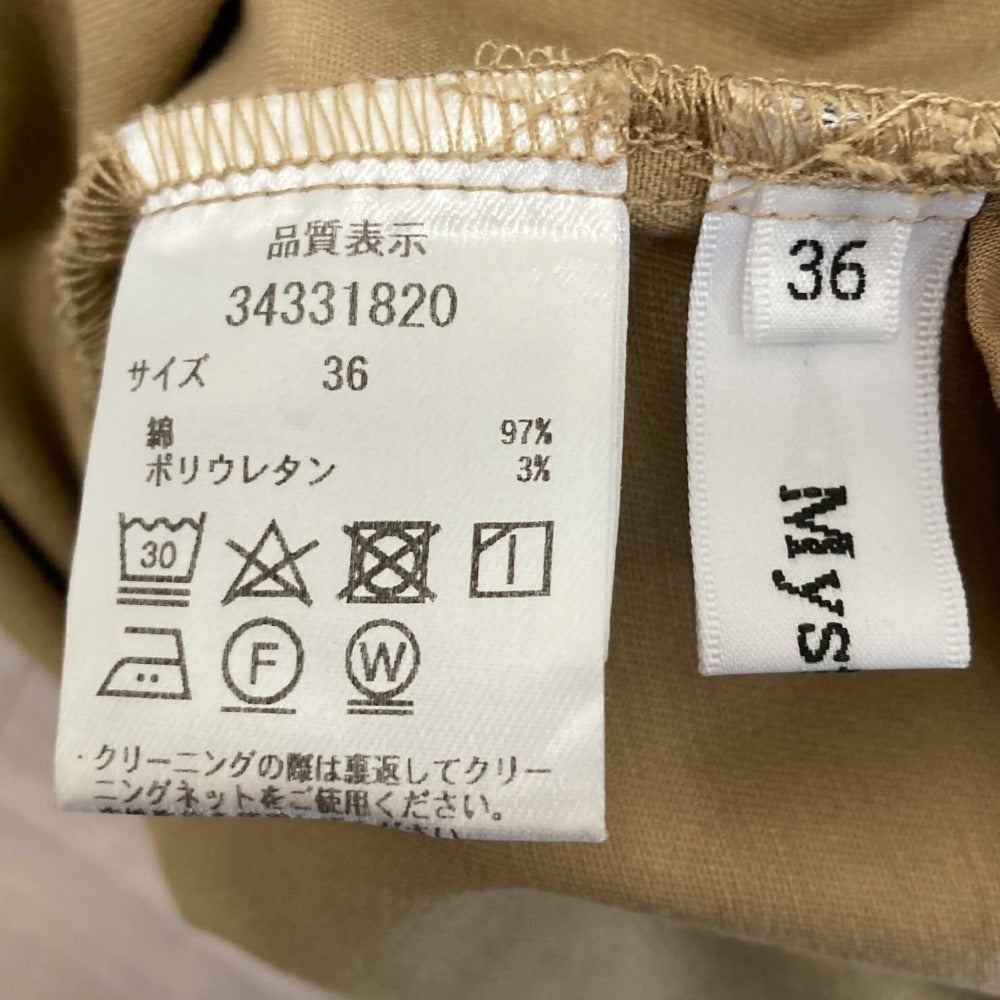 品質表示
34331820
サイズ 36
綿 97%
ポリウレタン 3%
30
F
W
・クリーニングの際は裏返してクリー
ニングネットをご使用ください。
36
Mys